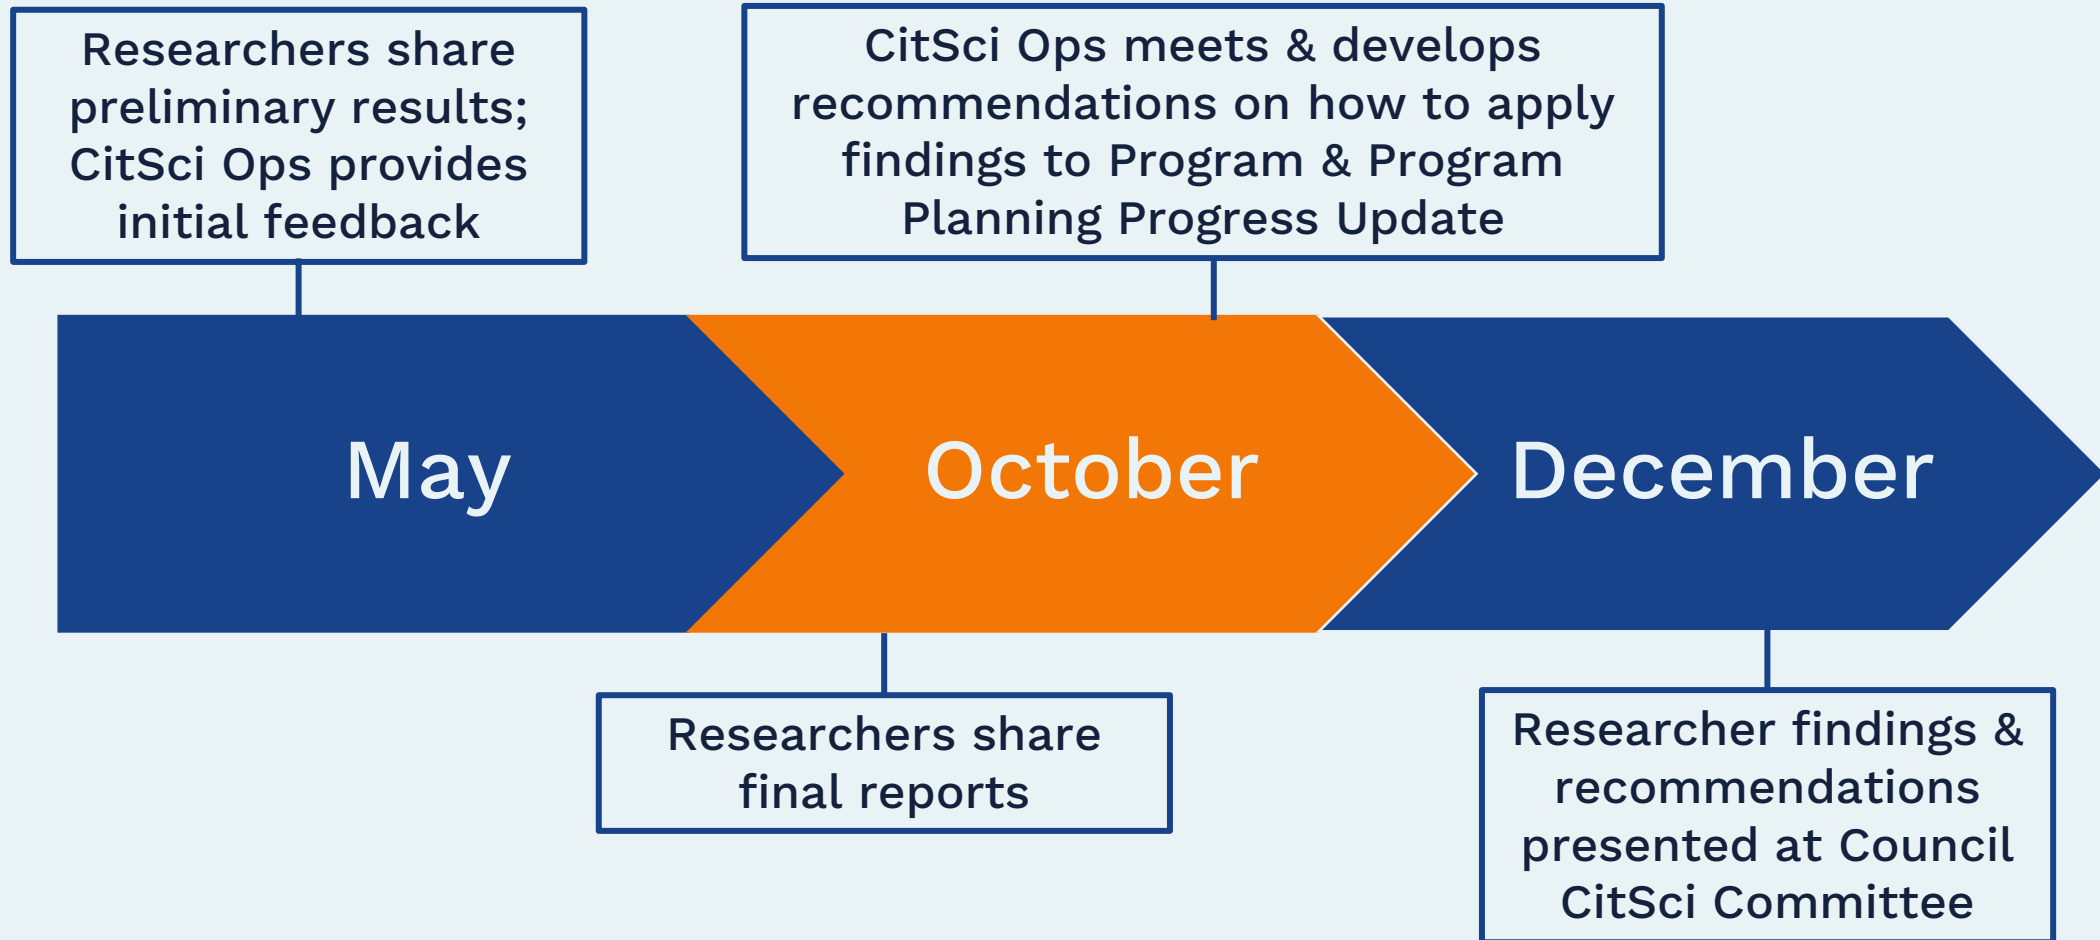 Researchers share
preliminary results;
CitSci Ops provides
initial feedback
CitSci Ops meets & develops
recommendations on how to apply
findings to Program & Program
Planning Progress Update
May
October
December
Researchers share
final reports
Researcher findings &
recommendations
presented at Council
CitSci Committee